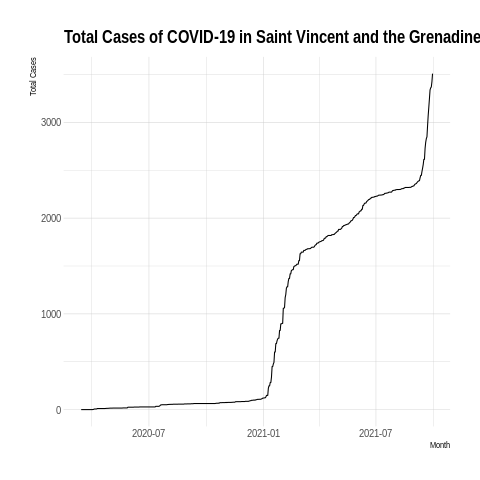 Total Cases of COVID-19 in Saint Vincent and the Grenadine
Total Cases
3000
2000
1000
0
2020-07
2021-01
2021-07
Month